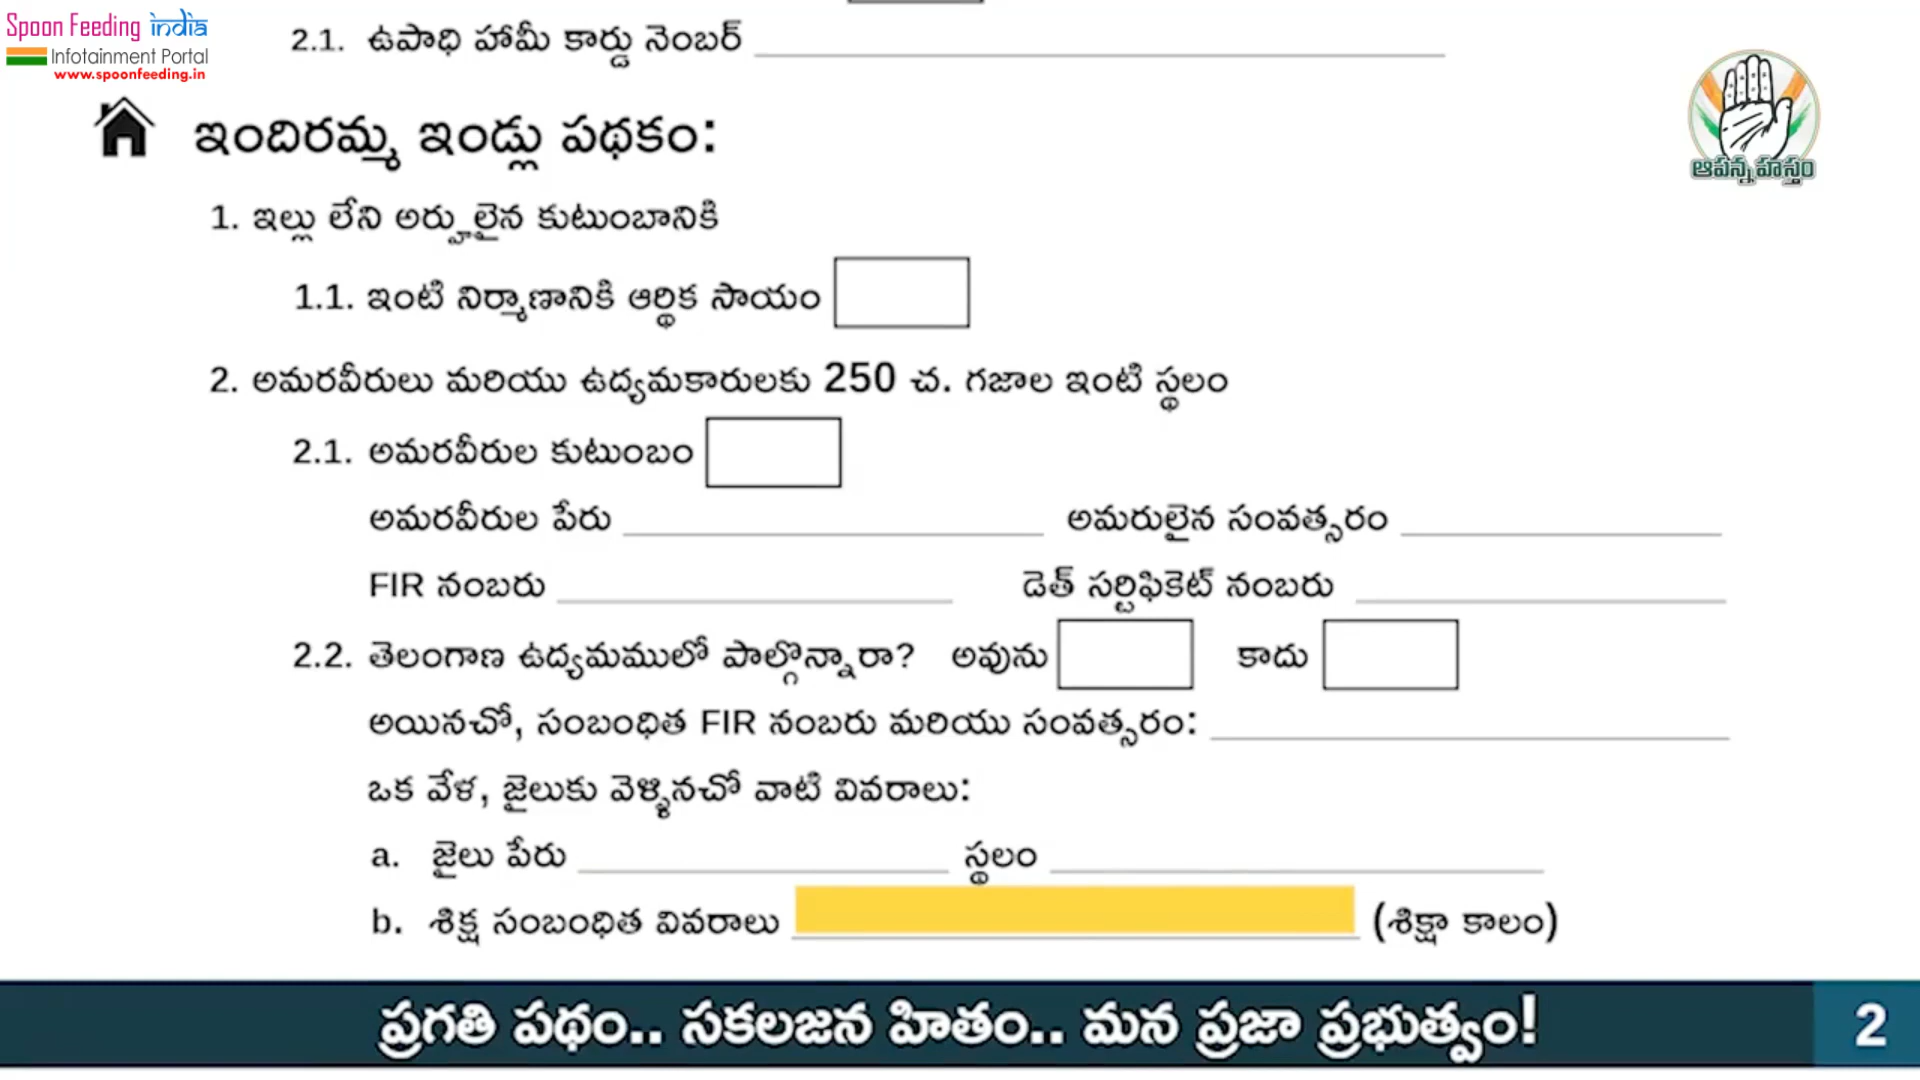 Spoon Feeding india
Infotainment Portal
www.spoonfeeding.in
2.1. ఉపాధి హామీ కార్డు నెంబర్
ఆపన్నహస్తం
ఇందిరమ్మ ఇండ్లు పథకం:
1. ఇల్లు లేని అర్హులైన కుటుంబానికి
1.1. ఇంటి నిర్మాణానికి ఆర్థిక సాయం
2. అమరవీరులు మరియు ఉద్యమకారులకు 250 చ. గజాల ఇంటి స్థలం
2.1. అమరవీరుల కుటుంబం
అమరవీరుల పేరు అమరులైన సంవత్సరం
FIR నంబరు డెత్ సర్టిఫికెట్ నంబరు
2.2. తెలంగాణ ఉద్యమములో పాల్గొన్నారా? అవును కాదు
అయినచో, సంబంధిత FIR నంబరు మరియు సంవత్సరం:
ఒక వేళ, జైలుకు వెళ్ళినచో వాటి వివరాలు:
a. జైలు పేరు స్థలం
b. శిక్ష సంబంధిత వివరాలు (శిక్షా కాలం)
ప్రగతి పథం.. సకలజన హితం.. మన ప్రజా ప్రభుత్వం! 2